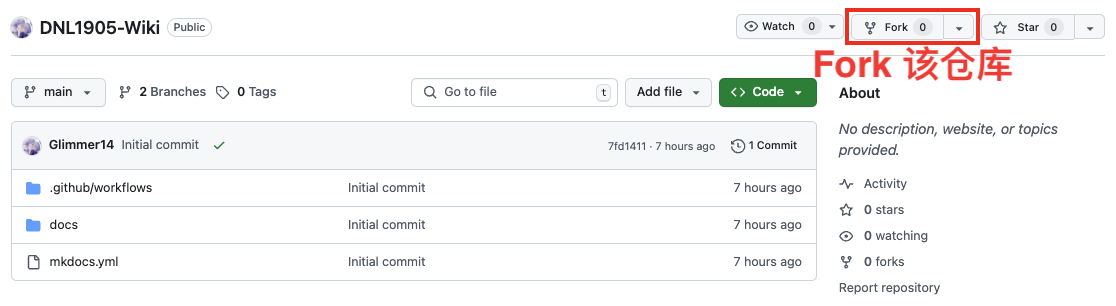 DNL1905-Wiki Public Watch 0 Fork 0 Star 0
Fork 该仓库
main 2 Branches 0 Tags Go to file t Add file <> Code
About
No description, website, or topics
provided.
Glimmer14 Initial commit 7fd1411 · 7 hours ago 1 Commit
.github/workflows Initial commit 7 hours ago
docs Initial commit 7 hours ago
mkdocs.yml Initial commit 7 hours ago
Activity
0 stars
0 watching
0 forks
Report repository